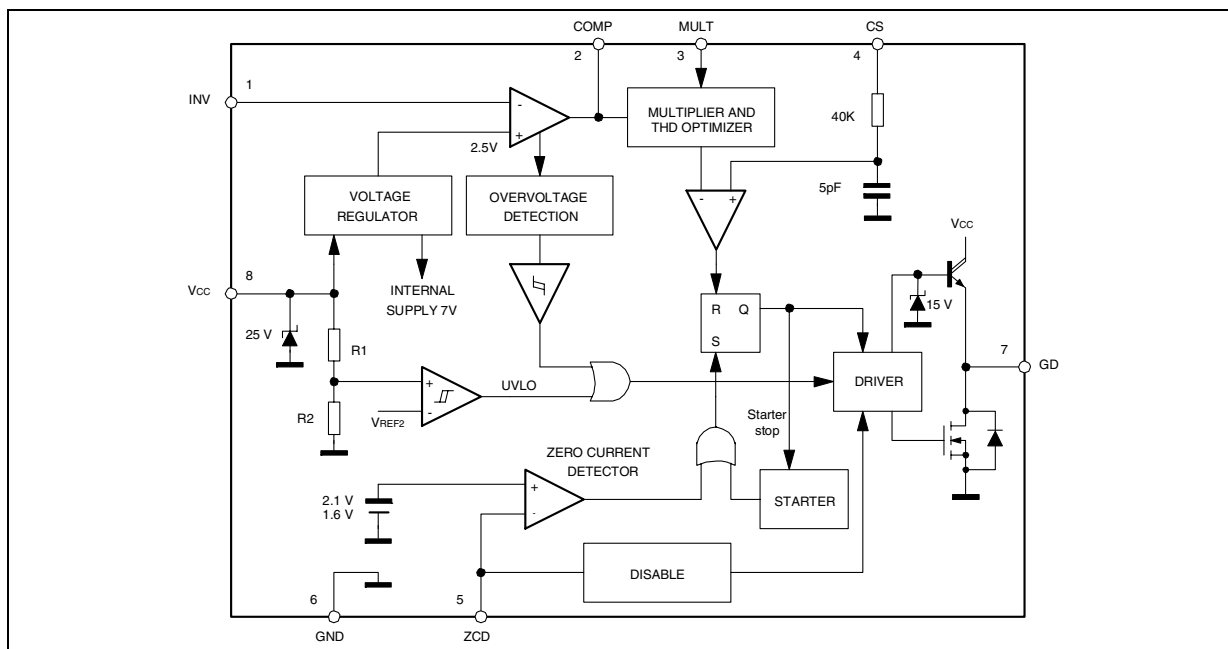 COMP
MULT
CS
2
3
4
1
INV
MULTIPLIER AND
THD OPTIMIZER
40K
2.5V
-
+
VOLTAGE
REGULATOR
OVERVOLTAGE
DETECTION
-
+
5pF
VCC
8
VCC
INTERNAL
SUPPLY 7V
R Q
S
15 V
25 V
R1
7
GD
DRIVER
UVLO
+
-
R2
VREF2
Starter
stop
ZERO CURRENT
DETECTOR
2.1 V
1.6 V
+
-
STARTER
DISABLE
6
5
GND
ZCD